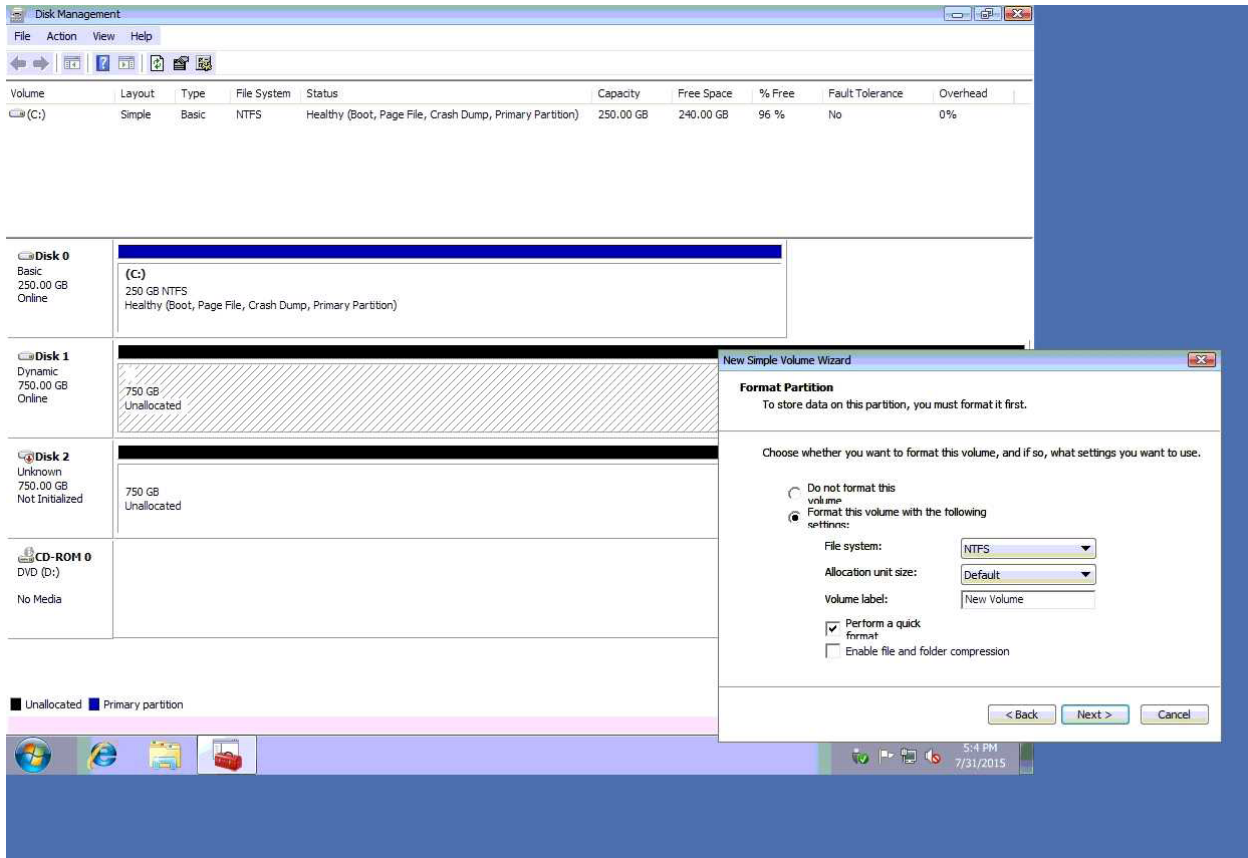 Disk Management
File Action View Help
Volume Layout Type File System Status Capacity Free Space % Free Fault Tolerance Overhead
(C:) Simple Basic NTFS Healthy (Boot, Page File, Crash Dump, Primary Partition) 250.00 GB 240.00 GB 96 % No 0%
Disk 0
Basic
250.00 GB
Online
(C:)
250 GB NTFS
Healthy (Boot, Page File, Crash Dump, Primary Partition)
Disk 1
Dynamic
750.00 GB
Online
750 GB
Unallocated
Disk 2
Unknown
750.00 GB
Not Initialized
750 GB
Unallocated
CD-ROM 0
DVD (D:)
No Media
Unallocated Primary partition
New Simple Volume Wizard
Format Partition
To store data on this partition, you must format it first.
Choose whether you want to format this volume, and if so, what settings you want to use.
Do not format this
volume
Format this volume with the following
settings:
File system: NTFS
Allocation unit size: Default
Volume label: New Volume
Perform a quick
format
Enable file and folder compression
< Back Next > Cancel
5:4 PM
7/31/2015